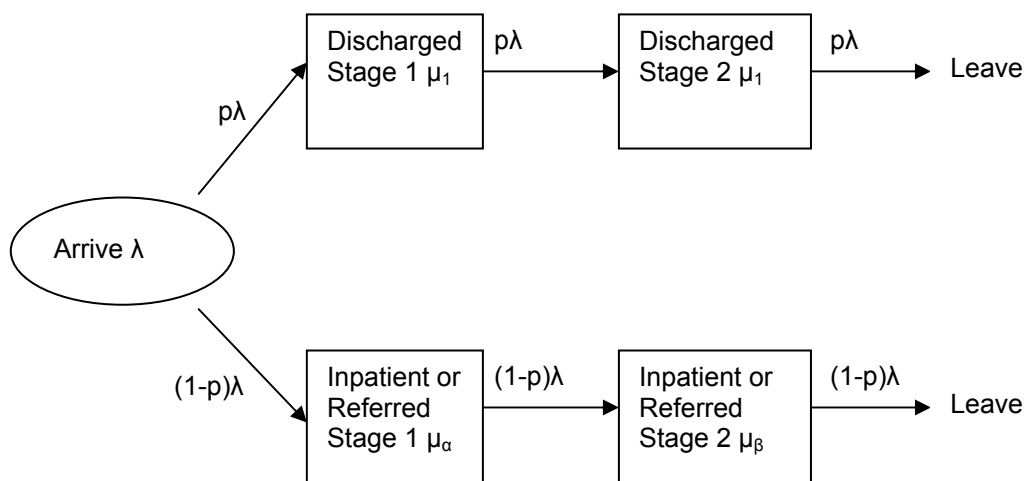 Discharged
Stage 1 μ₁
pλ
Discharged
Stage 2 μ₁
pλ
Leave
pλ
Arrive λ
(1-p)λ
Inpatient or
Referred
Stage 1 μα
(1-p)λ
Inpatient or
Referred
Stage 2 μᵦ
(1-p)λ
Leave